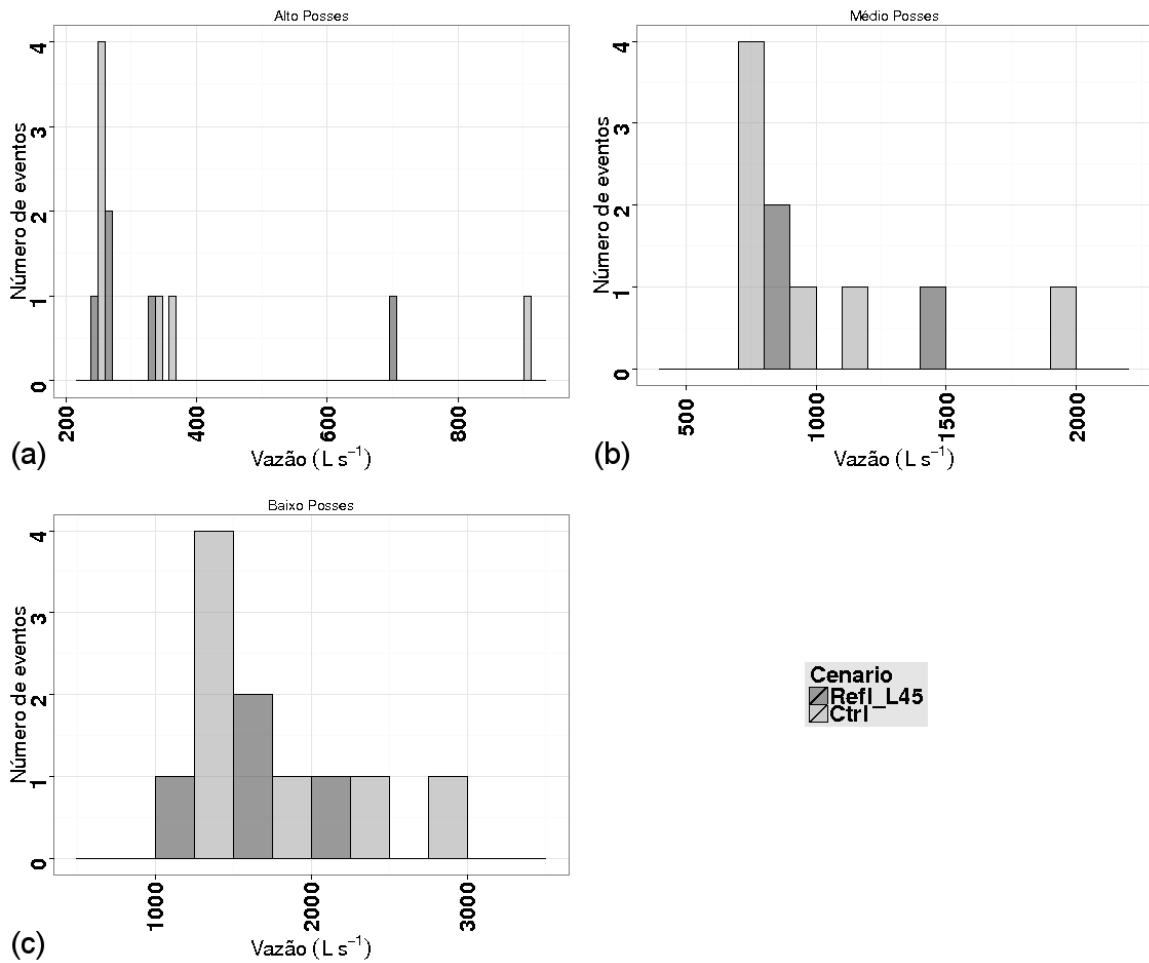 Alto Posses
Número de eventos
4
3
2
1
0
200
400
600
800
Vazão (L s⁻¹)
(a)
Médio Posses
Número de eventos
4
3
2
1
0
500
1000
1500
2000
Vazão (L s⁻¹)
(b)
Baixo Posses
Número de eventos
4
3
2
1
0
1000
2000
3000
Vazão (L s⁻¹)
(c)
Cenario
Refl_L45
Ctrl